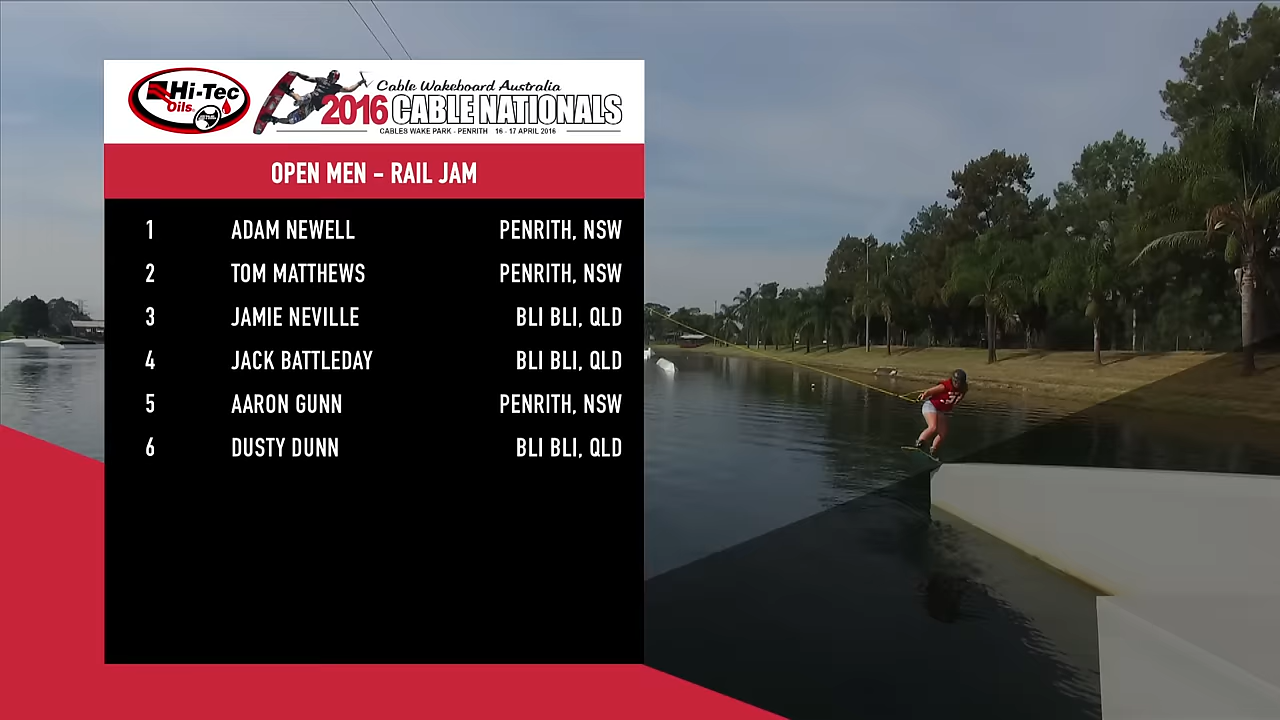 Hi-Tec
Oils
Cable Wakeboard Australia
2016 CABLE NATIONALS
CABLES WAKE PARK - PENRITH 16 - 17 APRIL 2016
OPEN MEN - RAIL JAM
1 ADAM NEWELL PENRITH, NSW
2 TOM MATTHEWS PENRITH, NSW
3 JAMIE NEVILLE BLI BLI, QLD
4 JACK BATTLEDAY BLI BLI, QLD
5 AARON GUNN PENRITH, NSW
6 DUSTY DUNN BLI BLI, QLD